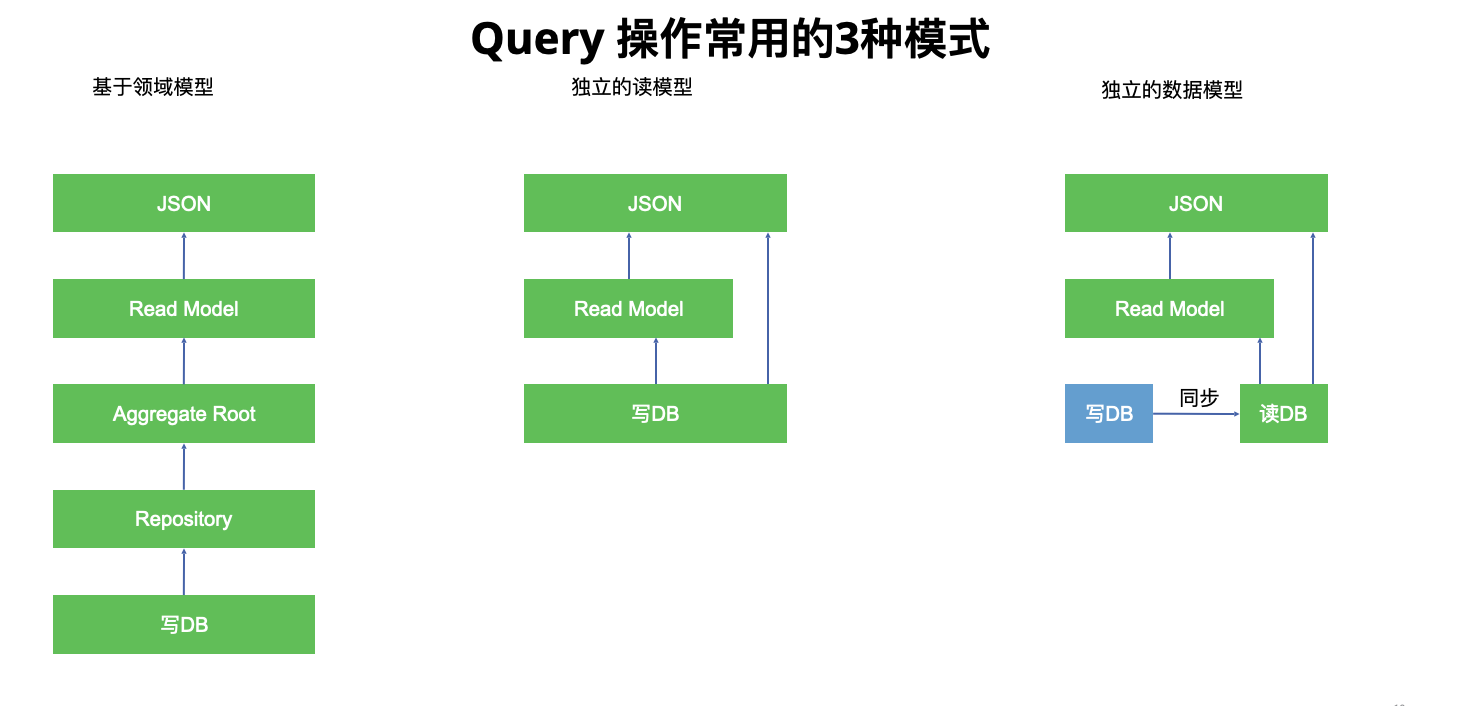 Query 操作常用的3种模式
基于领域模型
独立的读模型
独立的数据模型
JSON
Read Model
Aggregate Root
Repository
写DB
JSON
Read Model
写DB
JSON
Read Model
写DB
同步
读DB